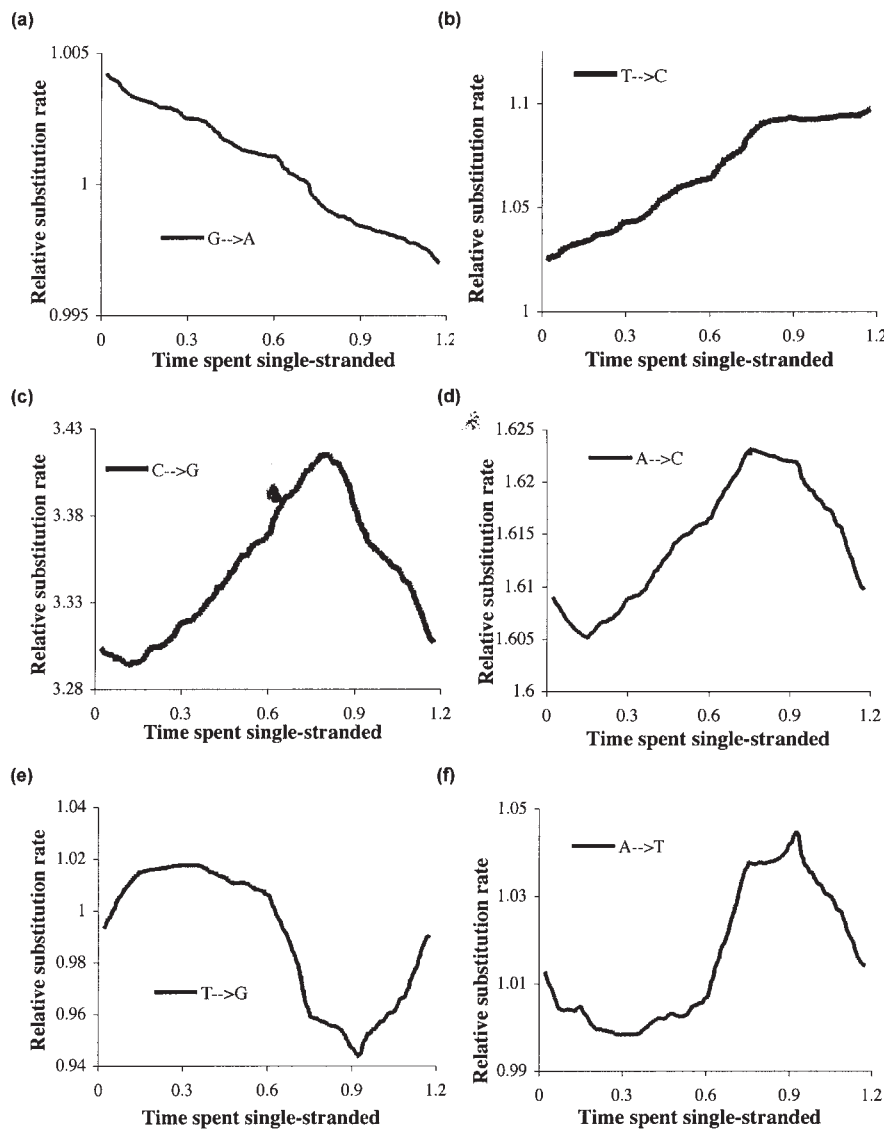 (a)
1.005
1
0.995
Relative substitution rate
G-->A
0 0.3 0.6 0.9 1.2
Time spent single-stranded
(b)
1.1
1.05
1
Relative substitution rate
T-->C
0 0.3 0.6 0.9 1.2
Time spent single-stranded
(c)
3.43
3.38
3.33
3.28
Relative substitution rate
C-->G
0 0.3 0.6 0.9 1.2
Time spent single-stranded
(d)
1.625
1.62
1.615
1.61
1.605
1.6
Relative substitution rate
A-->C
0 0.3 0.6 0.9 1.2
Time spent single-stranded
(e)
1.04
1.02
1
0.98
0.96
0.94
Relative substitution rate
T-->G
0 0.3 0.6 0.9 1.2
Time spent single-stranded
(f)
1.05
1.03
1.01
0.99
Relative substitution rate
A-->T
0 0.3 0.6 0.9 1.2
Time spent single-stranded